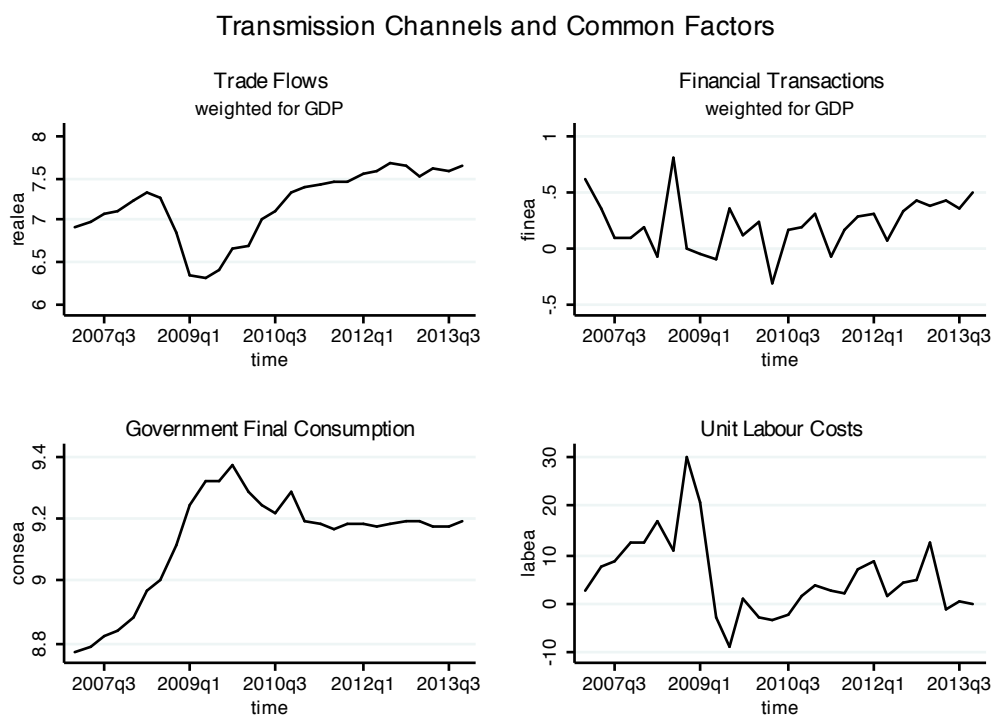 Transmission Channels and Common Factors
Trade Flows
weighted for GDP
realea
8
7.5
7
6.5
6
2007q3 2009q1 2010q3 2012q1 2013q3
time
Financial Transactions
weighted for GDP
finea
1
.5
0
-.5
2007q3 2009q1 2010q3 2012q1 2013q3
time
Government Final Consumption
consea
9.4
9.2
9
8.8
2007q3 2009q1 2010q3 2012q1 2013q3
time
Unit Labour Costs
labea
30
20
10
0
-10
2007q3 2009q1 2010q3 2012q1 2013q3
time